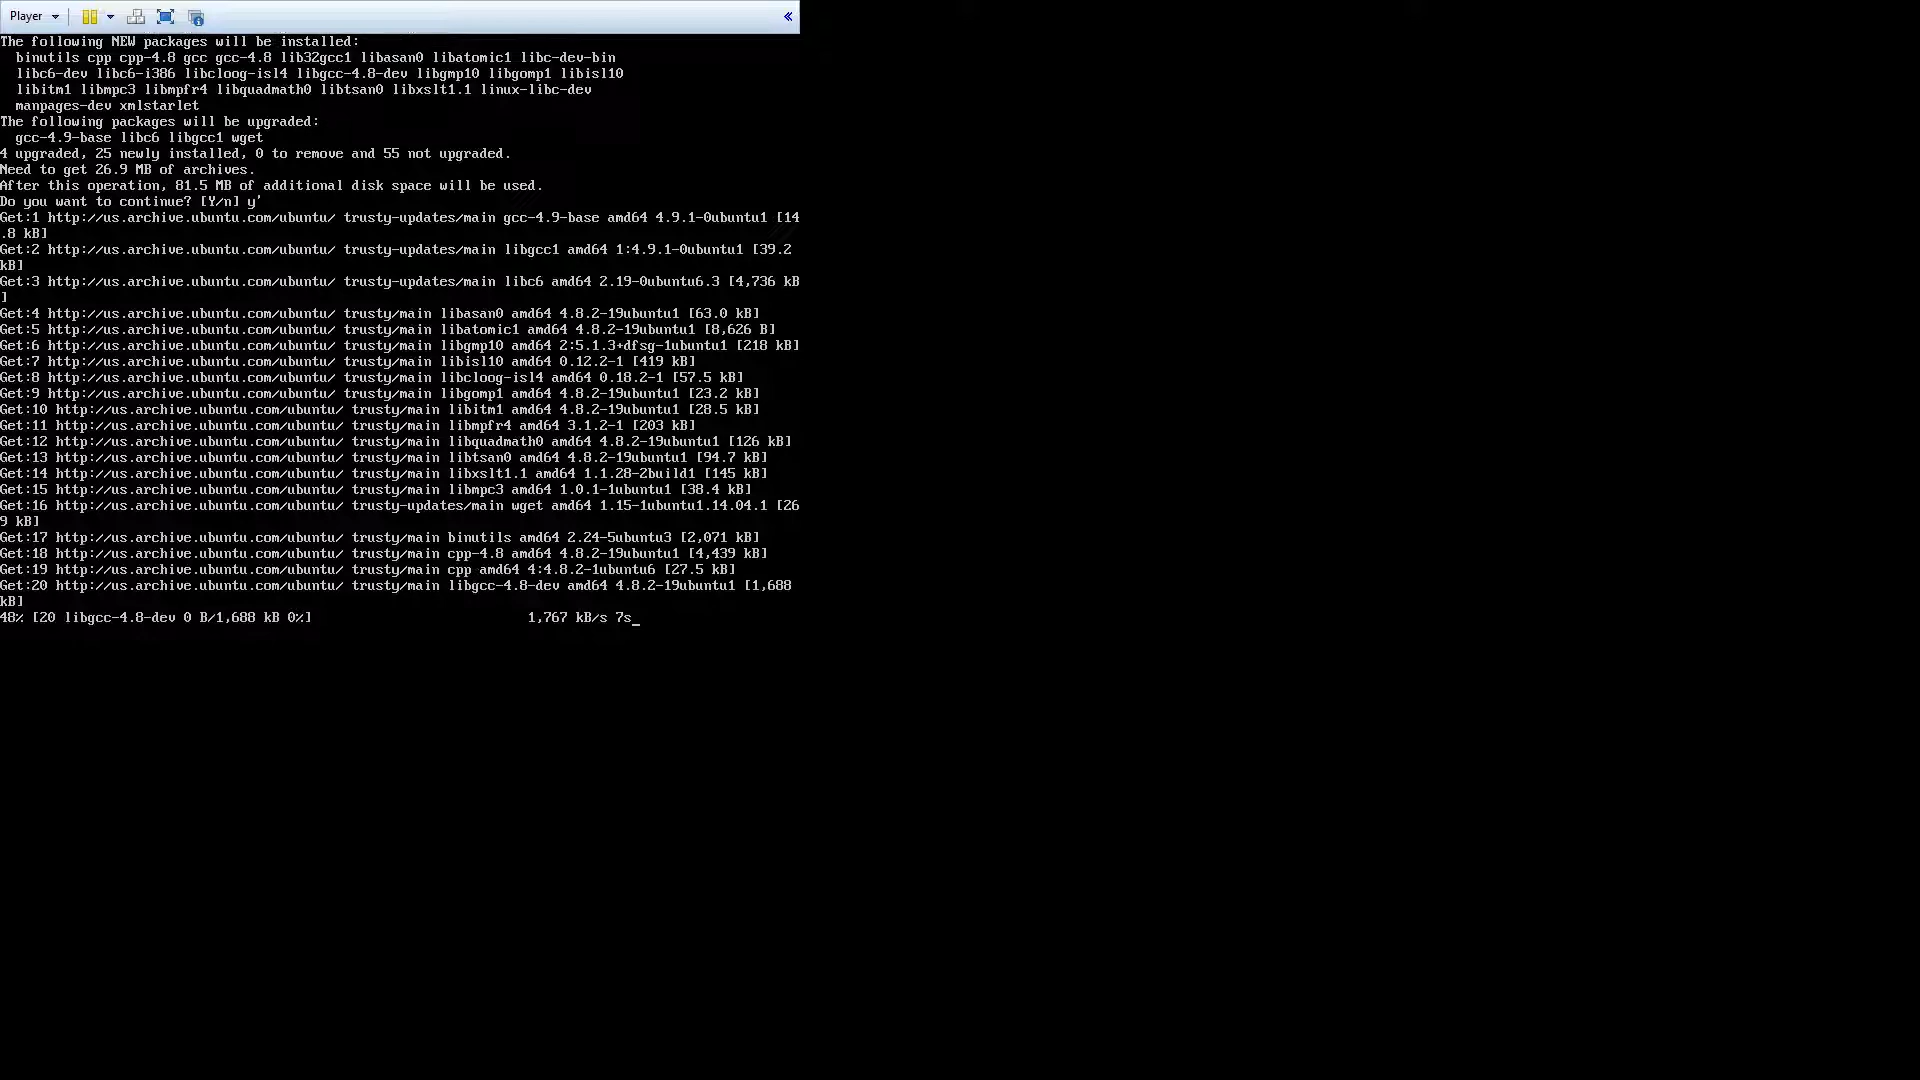 Player
The following NEW packages will be installed:
binutils cpp cpp-4.8 gcc gcc-4.8 lib32gcc1 libasan0 libatomic1 libc-dev-bin
libc6-dev libc6-i386 libcloog-isl4 libgcc-4.8-dev libgmp10 libgomp1 libisl10
libitm1 libmpc3 libmpfr4 libquadmath0 libtsan0 libxslt1.1 linux-libc-dev
manpages-dev xmlstarlet
The following packages will be upgraded:
gcc-4.9-base libc6 libgcc1 wget
4 upgraded, 25 newly installed, 0 to remove and 55 not upgraded.
Need to get 26.9 MB of archives.
After this operation, 81.5 MB of additional disk space will be used.
Do you want to continue? [Y/n] y'
Get:1 http://us.archive.ubuntu.com/ubuntu/ trusty-updates/main gcc-4.9-base amd64 4.9.1-0ubuntu1 [14
.8 kB]
Get:2 http://us.archive.ubuntu.com/ubuntu/ trusty-updates/main libgcc1 amd64 1:4.9.1-0ubuntu1 [39.2
kB]
Get:3 http://us.archive.ubuntu.com/ubuntu/ trusty-updates/main libc6 amd64 2.19-0ubuntu6.3 [4,736 kB
]
Get:4 http://us.archive.ubuntu.com/ubuntu/ trusty/main libasan0 amd64 4.8.2-19ubuntu1 [63.0 kB]
Get:5 http://us.archive.ubuntu.com/ubuntu/ trusty/main libatomic1 amd64 4.8.2-19ubuntu1 [8,626 B]
Get:6 http://us.archive.ubuntu.com/ubuntu/ trusty/main libgmp10 amd64 2:5.1.3+dfsg-1ubuntu1 [218 kB]
Get:7 http://us.archive.ubuntu.com/ubuntu/ trusty/main libisl10 amd64 0.12.2-1 [419 kB]
Get:8 http://us.archive.ubuntu.com/ubuntu/ trusty/main libcloog-isl4 amd64 0.18.2-1 [57.5 kB]
Get:9 http://us.archive.ubuntu.com/ubuntu/ trusty/main libgomp1 amd64 4.8.2-19ubuntu1 [23.2 kB]
Get:10 http://us.archive.ubuntu.com/ubuntu/ trusty/main libitm1 amd64 4.8.2-19ubuntu1 [28.5 kB]
Get:11 http://us.archive.ubuntu.com/ubuntu/ trusty/main libmpfr4 amd64 3.1.2-1 [203 kB]
Get:12 http://us.archive.ubuntu.com/ubuntu/ trusty/main libquadmath0 amd64 4.8.2-19ubuntu1 [126 kB]
Get:13 http://us.archive.ubuntu.com/ubuntu/ trusty/main libtsan0 amd64 4.8.2-19ubuntu1 [94.7 kB]
Get:14 http://us.archive.ubuntu.com/ubuntu/ trusty/main libxslt1.1 amd64 1.1.28-2build1 [145 kB]
Get:15 http://us.archive.ubuntu.com/ubuntu/ trusty/main libmpc3 amd64 1.0.1-1ubuntu1 [38.4 kB]
Get:16 http://us.archive.ubuntu.com/ubuntu/ trusty-updates/main wget amd64 1.15-1ubuntu1.14.04.1 [26
9 kB]
Get:17 http://us.archive.ubuntu.com/ubuntu/ trusty/main binutils amd64 2.24-5ubuntu3 [2,071 kB]
Get:18 http://us.archive.ubuntu.com/ubuntu/ trusty/main cpp-4.8 amd64 4.8.2-19ubuntu1 [4,439 kB]
Get:19 http://us.archive.ubuntu.com/ubuntu/ trusty/main cpp amd64 4:4.8.2-1ubuntu6 [27.5 kB]
Get:20 http://us.archive.ubuntu.com/ubuntu/ trusty/main libgcc-4.8-dev amd64 4.8.2-19ubuntu1 [1,688
kB]
48% [20 libgcc-4.8-dev 0 B/1,688 kB 0%] 1,767 kB/s 7s_